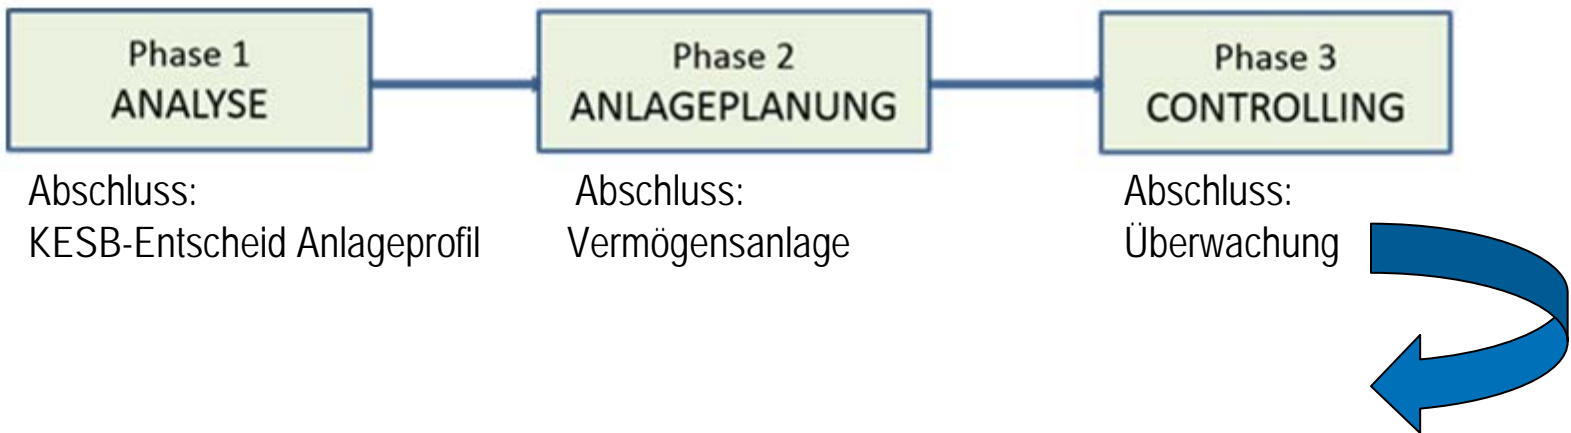 Phase 1
ANALYSE
Phase 2
ANLAGEPLANUNG
Phase 3
CONTROLLING
Abschluss:
KESB-Entscheid Anlageprofil
Abschluss:
Vermögensanlage
Abschluss:
Überwachung